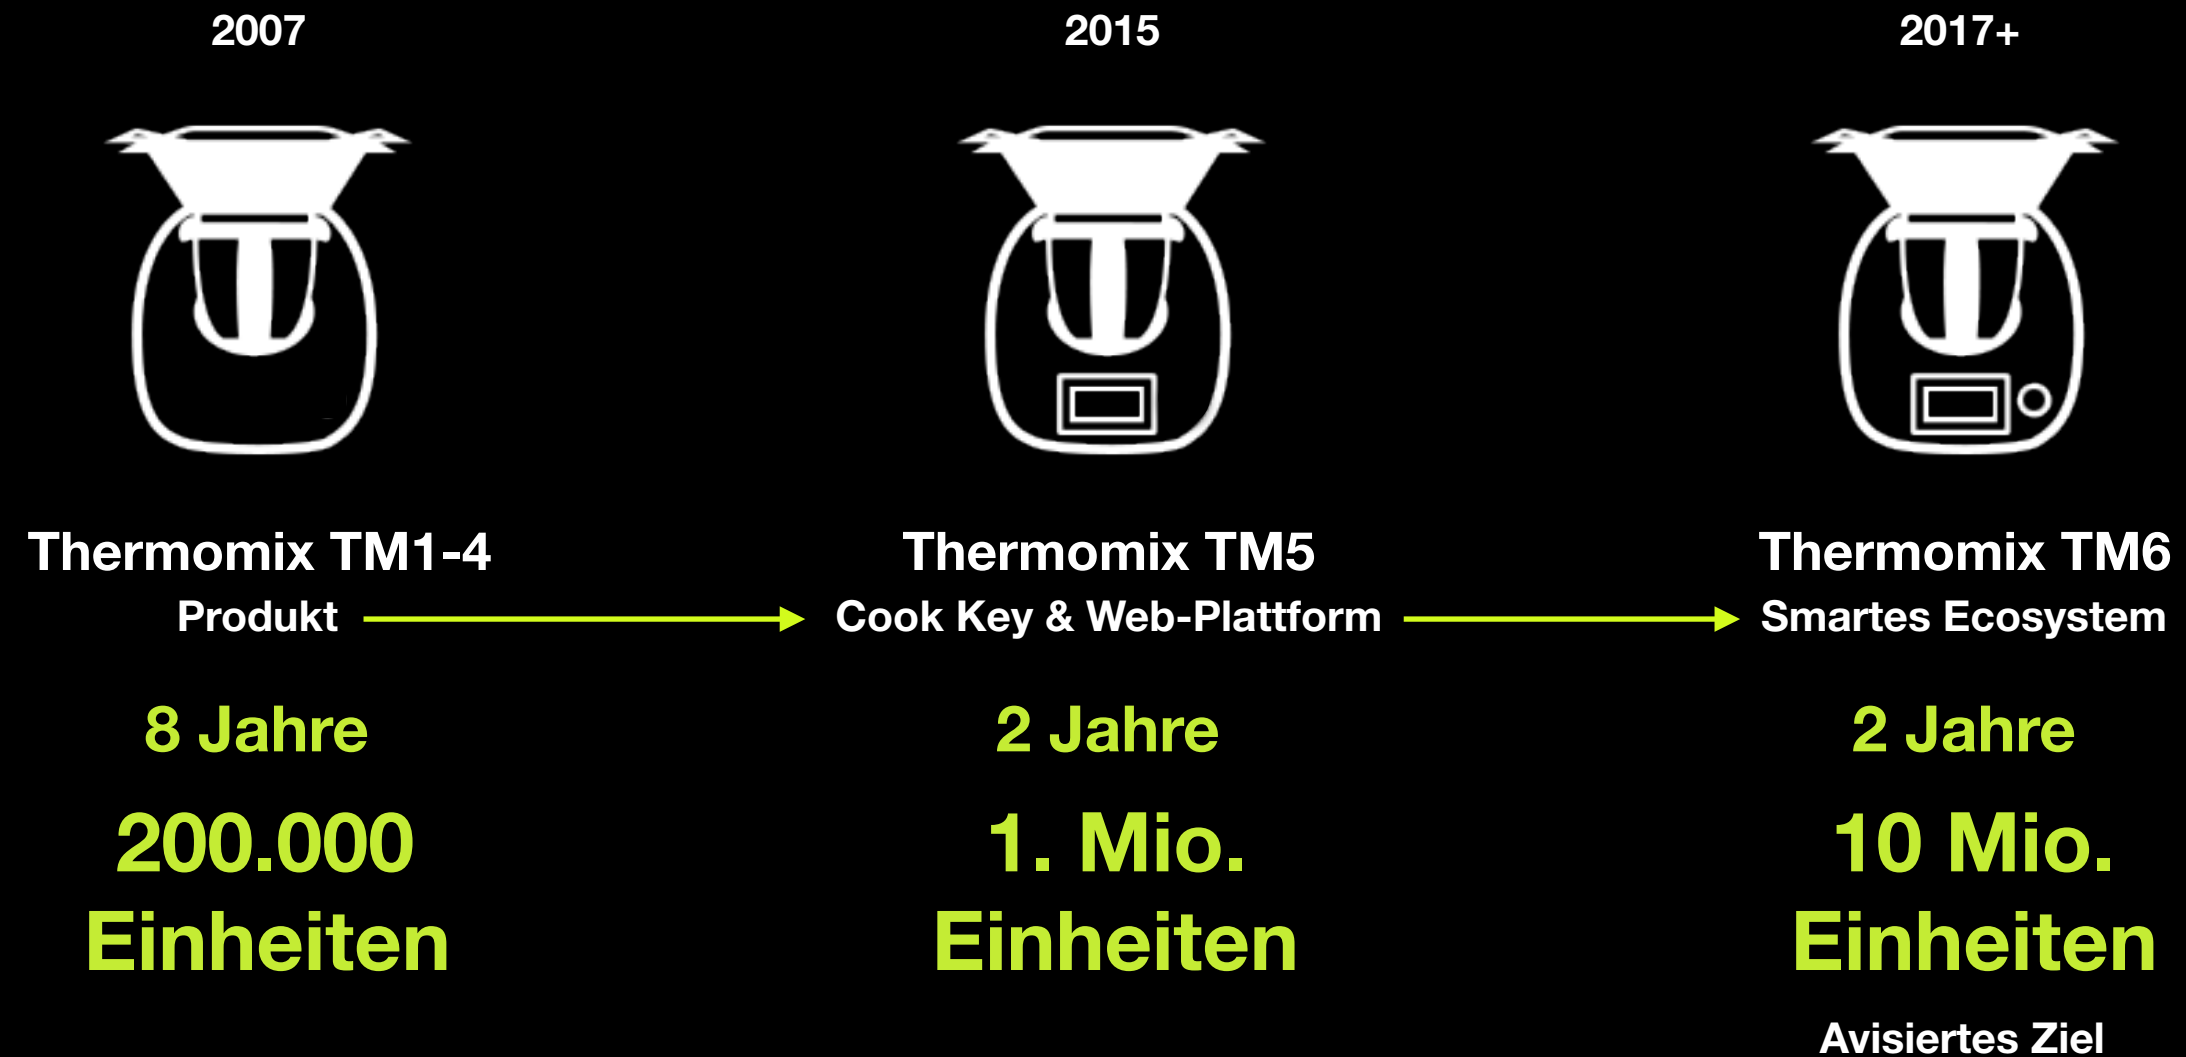 2007
2015
2017+
Thermomix TM1-4
Thermomix TM5
Thermomix TM6
Produkt
Cook Key & Web-Plattform
Smartes Ecosystem
8 Jahre
2 Jahre
2 Jahre
200.000
1. Mio.
10 Mio.
Einheiten
Einheiten
Einheiten
Avisiertes Ziel